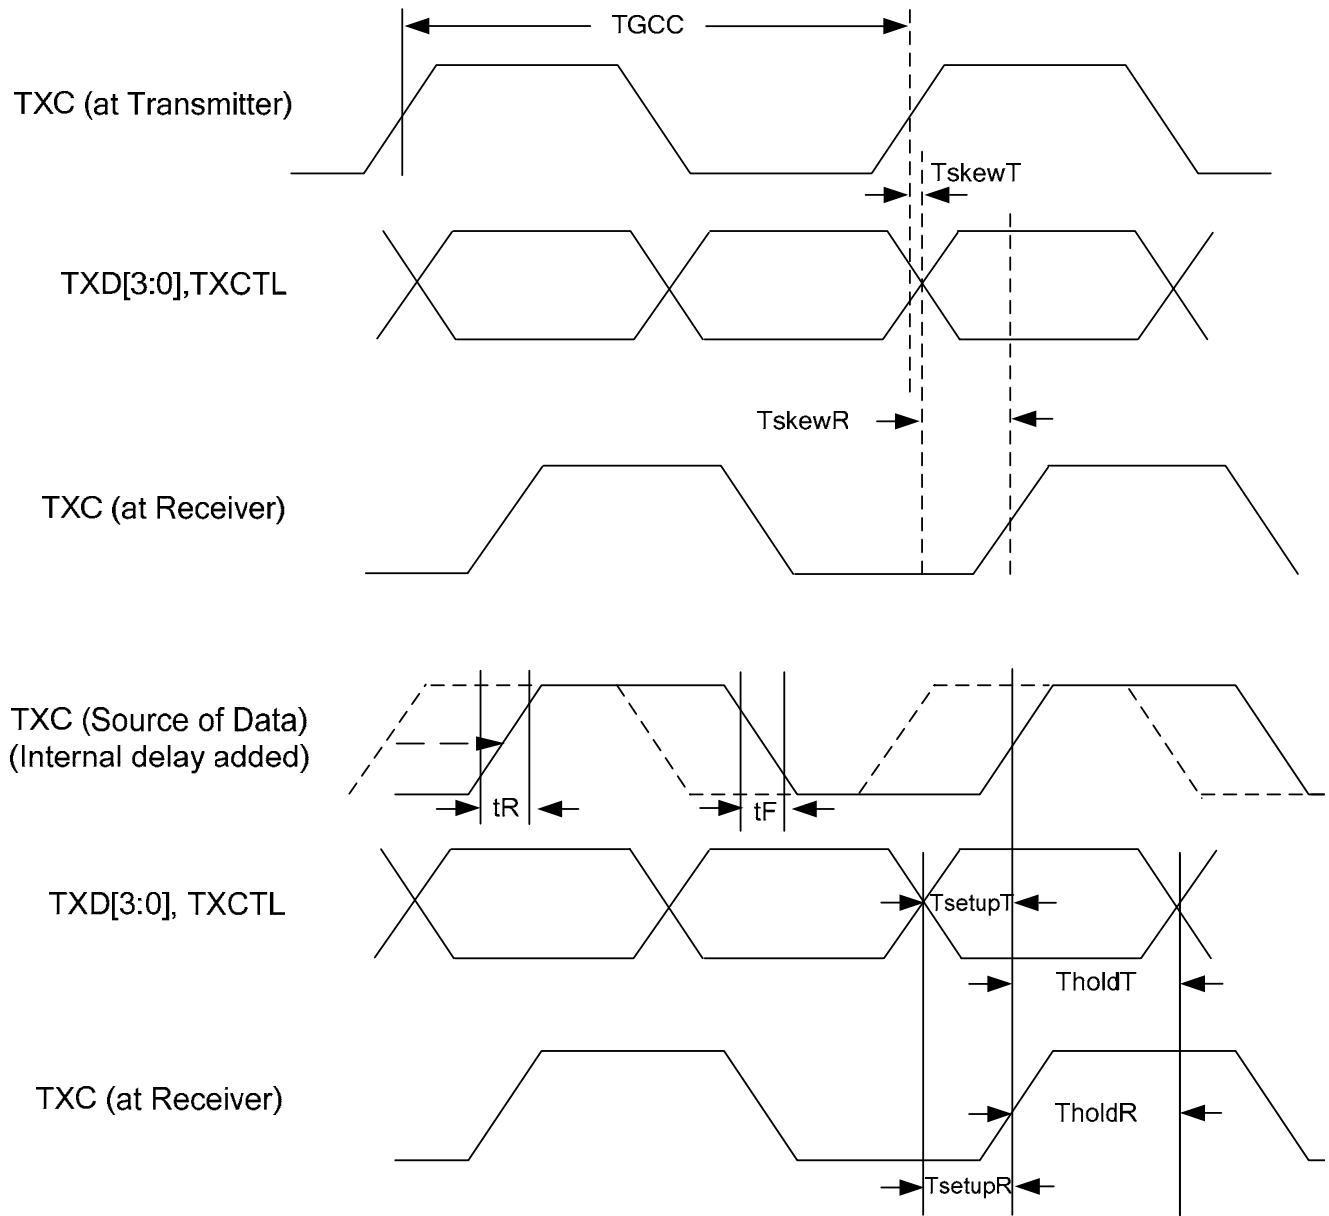 TGCC
TXC (at Transmitter)
TskewT
TXD[3:0],TXCTL
TskewR
TXC (at Receiver)
TXC (Source of Data)
(Internal delay added)
tR
tF
TXD[3:0], TXCTL
TsetupT
TholdT
TXC (at Receiver)
TholdR
TsetupR